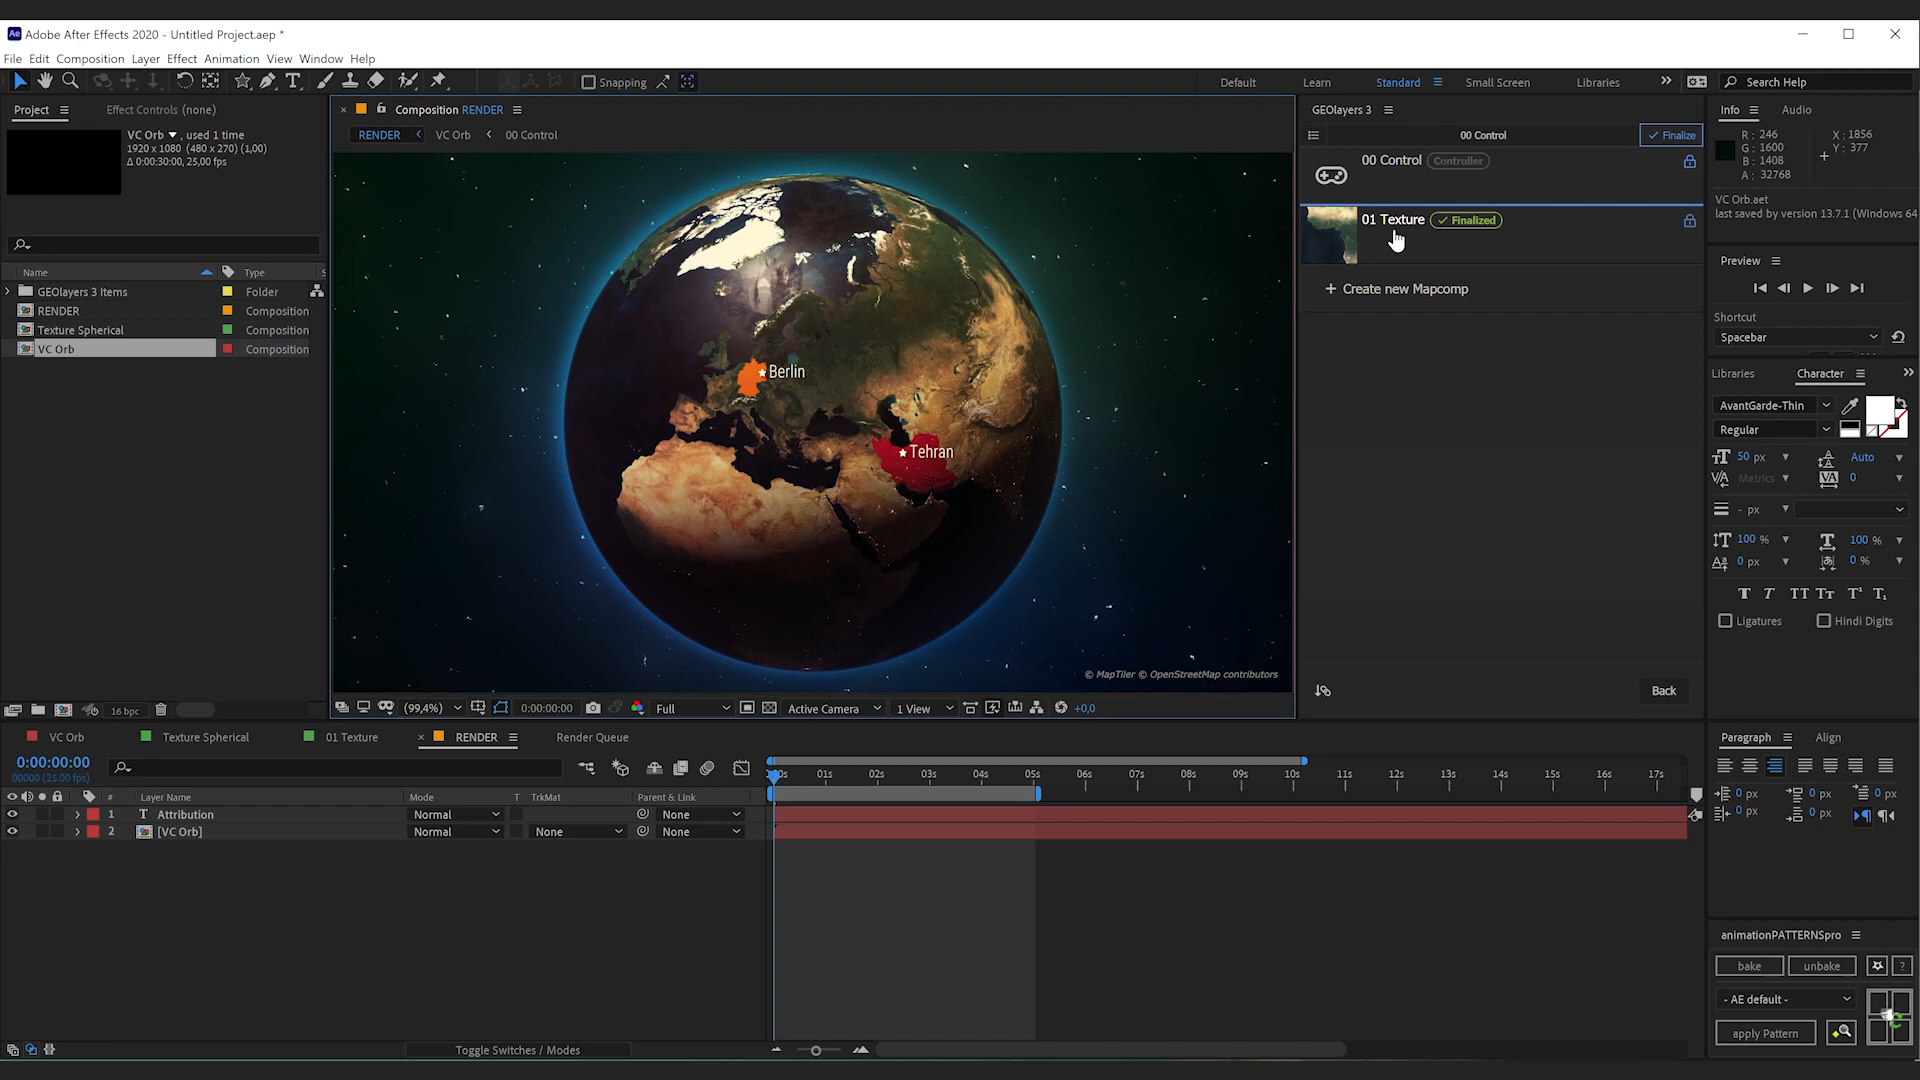 Ae Adobe After Effects 2020 - Untitled Project.aep *
File Edit Composition Layer Effect Animation View Window Help
Snapping
Default Learn Standard Small Screen Libraries
Search Help
Project
Effect Controls (none)
VC Orb , used 1 time
1920 x 1080 (480 x 270) (1,00)
Δ 0:00:30:00, 25,00 fps
Name Type
GEOlayers 3 Items Folder
RENDER Composition
Texture Spherical Composition
VC Orb Composition
16 bpc
Composition RENDER
RENDER VC Orb 00 Control
Berlin
Tehran
© MapTiler © OpenStreetMap contributors
(99,4%) 0:00:00:00 Full Active Camera 1 View +0,0
GEOlayers 3
00 Control Finalize
00 Control Controller
01 Texture Finalized
+ Create new Mapcomp
Back
Info Audio
R: 246 X: 1856
G: 1600 Y: 377
B: 1408
A: 32768
VC Orb.aet
last saved by version 13.7.1 (Windows 64
Preview
Shortcut
Spacebar
Libraries Character
AvantGarde-Thin
Regular
50 px Auto
Metrics 0
- px
100 % 100 %
0 px 0 %
T T TT Tт T¹ T₁
Ligatures Hindi Digits
VC Orb Texture Spherical 01 Texture RENDER Render Queue
0:00:00:00
00000 (25.00 fps)
# Layer Name Mode T TrkMat Parent & Link
1 T Attribution Normal None
2 [VC Orb] Normal None None
01s 02s 03s 04s 05s 06s 07s 08s 09s 10s 11s 12s 13s 14s 15s 16s 17s
Toggle Switches / Modes
Paragraph Align
0 px 0 px 0 px
0 px 0 px
animationPATTERNSpro
bake unbake ?
- AE default -
apply Pattern